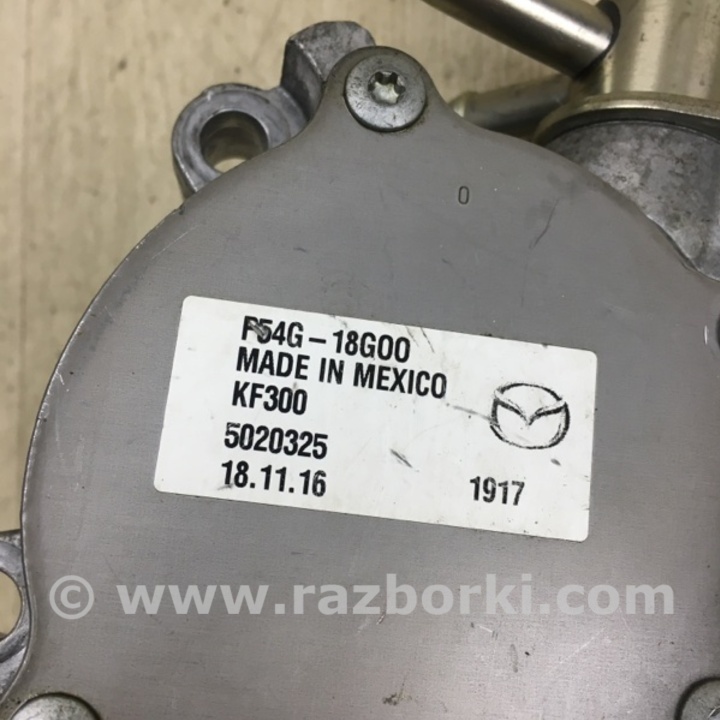 0
P54G-18G00
MADE IN MEXICO
KF300
5020325
18.11.16
1917
© www.razborki.com